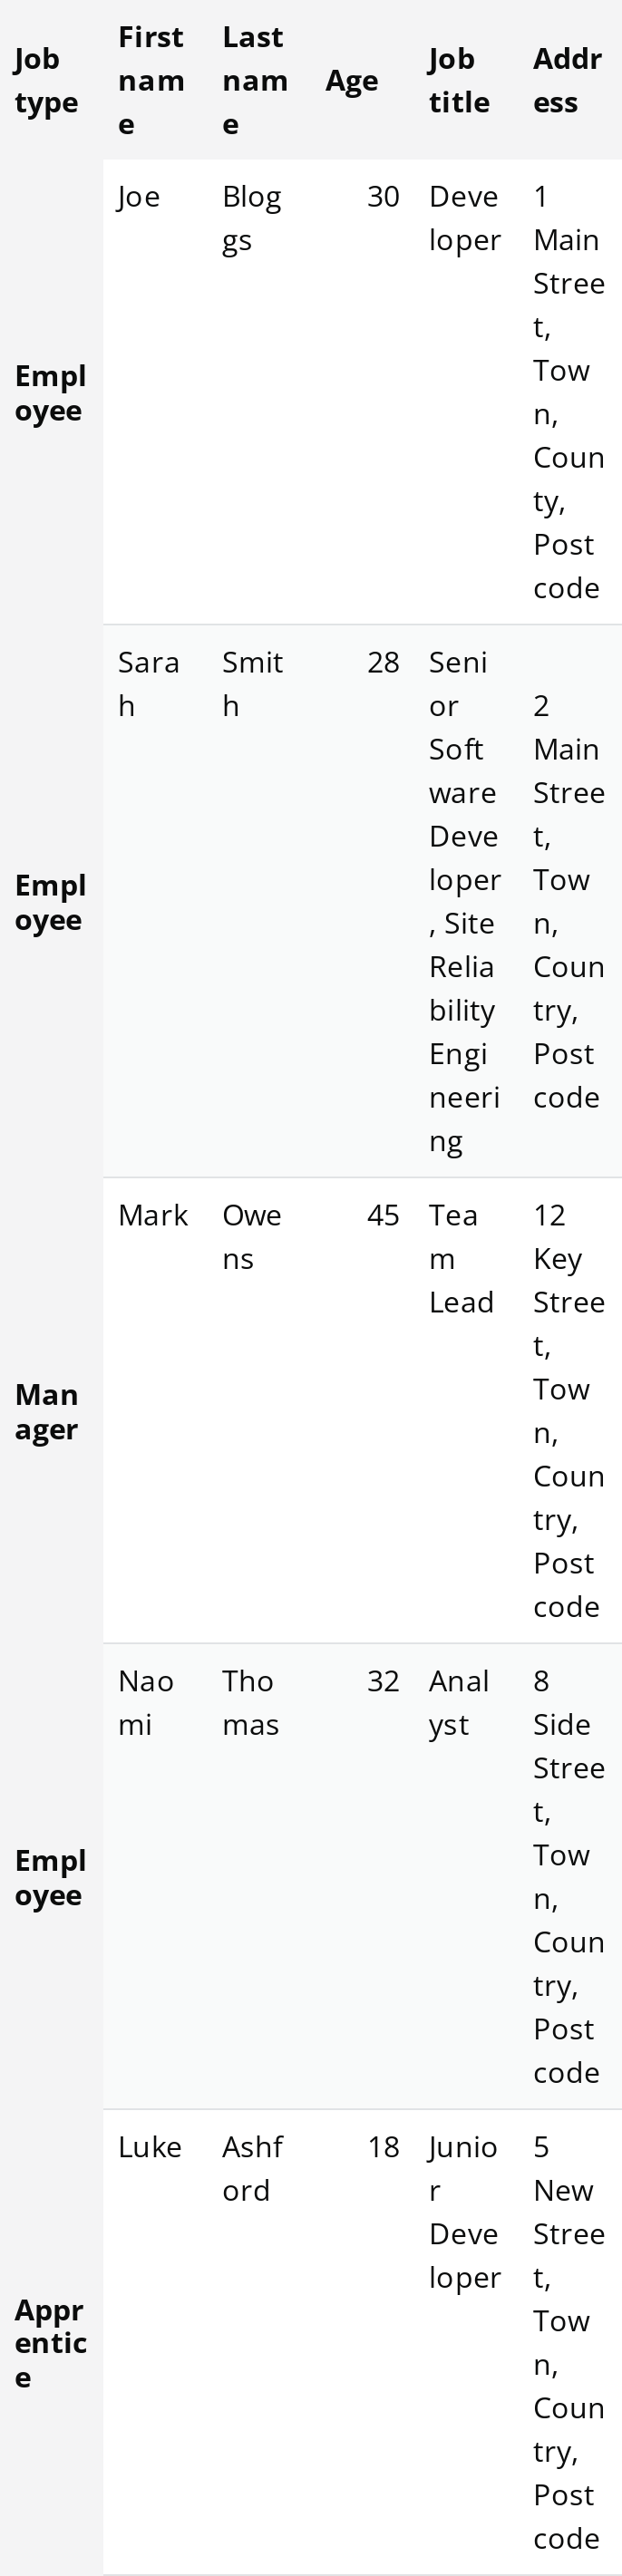 Job type
First name
Last name
Age
Job title
Address
Employee
Joe
Bloggs
30
Developer
1 Main Street, Town, County, Postcode
Employee
Sarah
Smith
28
Senior Software Developer, Site Reliability Engineering
2 Main Street, Town, Country, Postcode
Manager
Mark
Owens
45
Team Lead
12 Key Street, Town, Country, Postcode
Employee
Naomi
Thomas
32
Analyst
8 Side Street, Town, Country, Postcode
Apprentice
Luke
Ashford
18
Junior Developer
5 New Street, Town, Country, Postcode